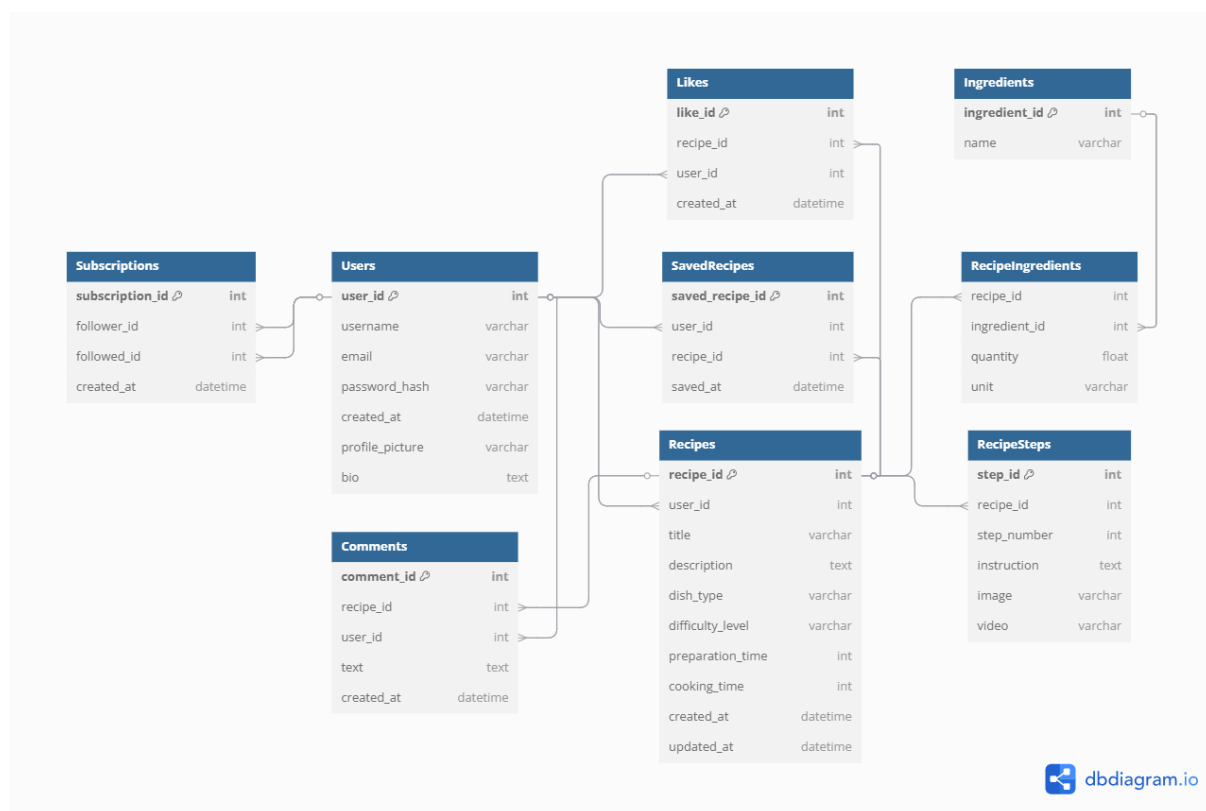 Likes
like_id int
recipe_id int
user_id int
created_at datetime
Ingredients
ingredient_id int
name varchar
Subscriptions
subscription_id int
follower_id int
followed_id int
created_at datetime
Users
user_id int
username varchar
email varchar
password_hash varchar
created_at datetime
profile_picture varchar
bio text
SavedRecipes
saved_recipe_id int
user_id int
recipe_id int
saved_at datetime
RecipeIngredients
recipe_id int
ingredient_id int
quantity float
unit varchar
Comments
comment_id int
recipe_id int
user_id int
text text
created_at datetime
Recipes
recipe_id int
user_id int
title varchar
description text
dish_type varchar
difficulty_level varchar
preparation_time int
cooking_time int
created_at datetime
updated_at datetime
RecipeSteps
step_id int
recipe_id int
step_number int
instruction text
image varchar
video varchar
dbdiagram.io